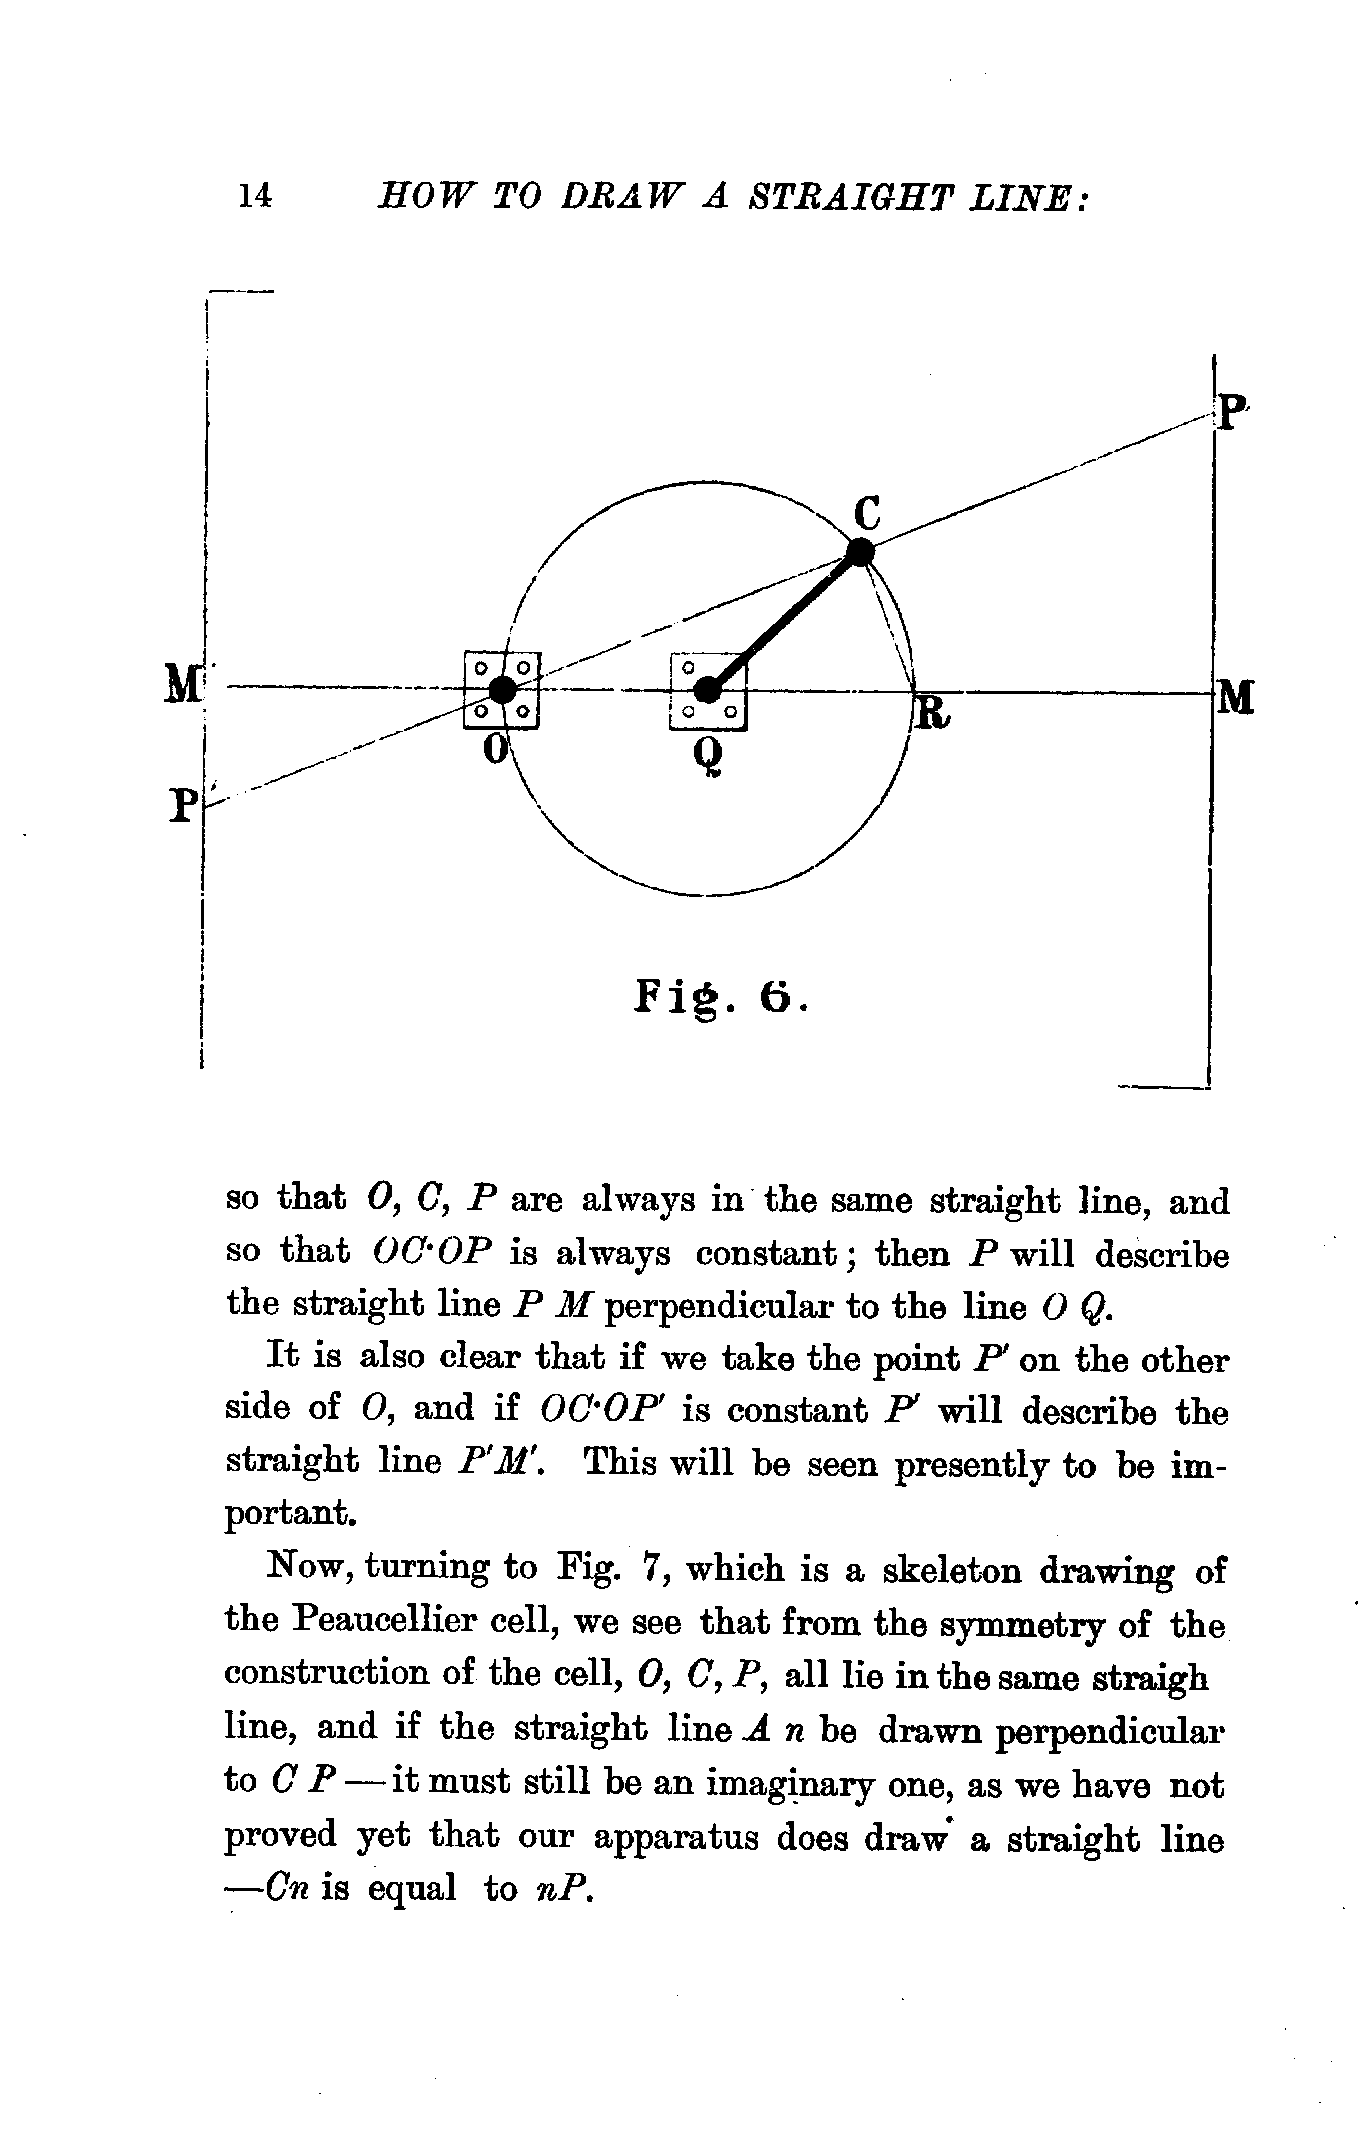 14 HOW TO DRAW A STRAIGHT LINE:
P
C
M'
M
R
O
Q
P'
Fig. 6.
so that O, C, P are always in the same straight line, and
so that OC·OP is always constant; then P will describe
the straight line P M perpendicular to the line O Q.
It is also clear that if we take the point P' on the other
side of O, and if OC·OP' is constant P' will describe the
straight line P'M'. This will be seen presently to be im-
portant.
Now, turning to Fig. 7, which is a skeleton drawing of
the Peaucellier cell, we see that from the symmetry of the
construction of the cell, O, C, P, all lie in the same straigh
line, and if the straight line A n be drawn perpendicular
to C P—it must still be an imaginary one, as we have not
proved yet that our apparatus does draw a straight line
—Cn is equal to nP.